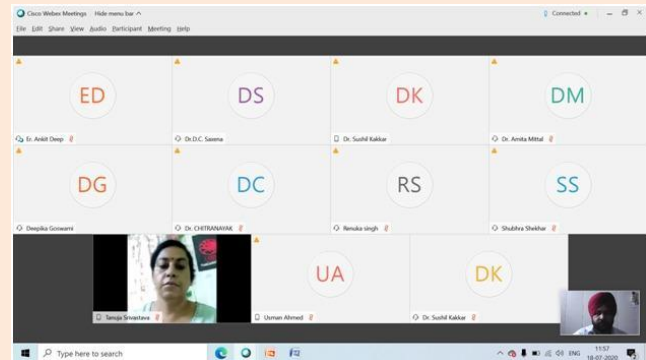 Cisco Webex Meetings Hide menu bar ^ Connected
File Edit Share View Audio Participant Meeting Help
ED DS DK DM
Er. Ankit Deep Dr.D.C. Saxena Dr. Sushil Kakkar Dr. Amita Mittal
DG DC RS SS
Deepika Goswami Dr. CHITRANAYAK Renuka singh Shubhra Shekhar
UA DK
Tanuja Srivastava Usman Ahmed Dr. Sushil Kakkar
Type here to search ENG 11:57
18-07-2020